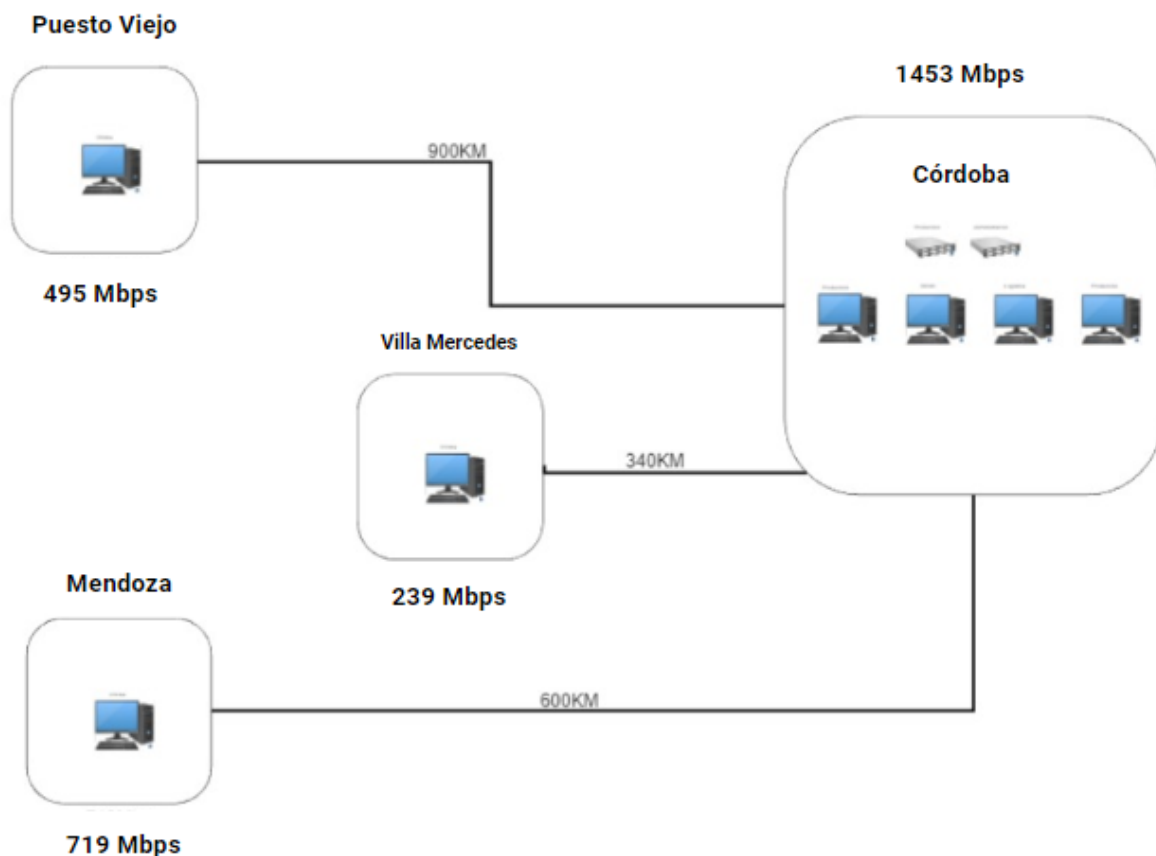 Puesto Viejo
1453 Mbps
900KM
Córdoba
495 Mbps
Villa Mercedes
340KM
Mendoza
239 Mbps
600KM
719 Mbps